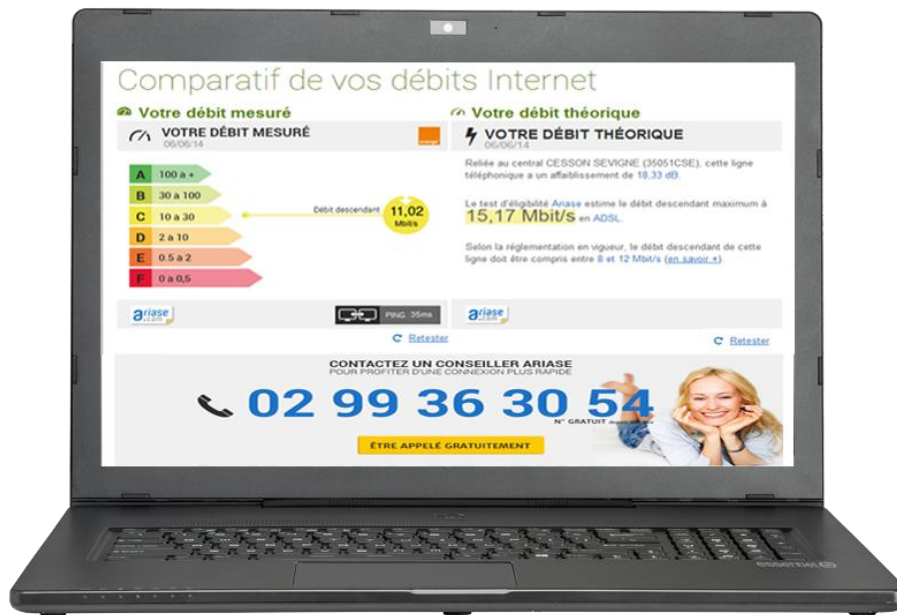 Comparatif de vos débits Internet
Votre débit mesuré
VOTRE DÉBIT MESURÉ
06/06/14
A 100 à +
B 30 à 100
C 10 à 30
D 2 à 10
E 0.5 à 2
F 0 à 0,5
Débit descendant
11,02
Mbit/s
ariase
.com
PING 35ms
Retester
Votre débit théorique
VOTRE DÉBIT THÉORIQUE
06/06/14
Reliée au central CESSON SEVIGNE (35051CSE), cette ligne
téléphonique a un affaiblissement de 18,33 dB.
Le test d'éligibilité Ariase estime le débit descendant maximum à
15,17 Mbit/s en ADSL.
Selon la réglementation en vigueur, le débit descendant de cette
ligne doit être compris entre 8 et 12 Mbit/s (en savoir +).
ariase
.com
Retester
CONTACTEZ UN CONSEILLER ARIASE
POUR PROFITER D'UNE CONNEXION PLUS RAPIDE
02 99 36 30 54
N° GRATUIT
ÊTRE APPELÉ GRATUITEMENT
essentiel b